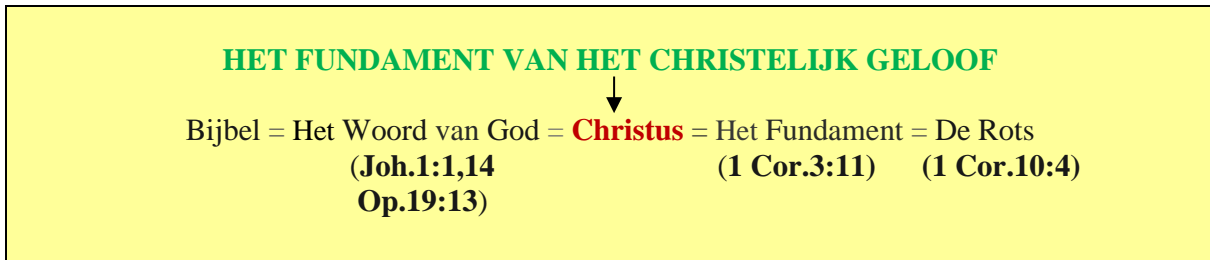 HET FUNDAMENT VAN HET CHRISTELIJK GELOOF
Bijbel = Het Woord van God = Christus = Het Fundament = De Rots
(Joh.1:1,14 (1 Cor.3:11) (1 Cor.10:4)
Op.19:13)